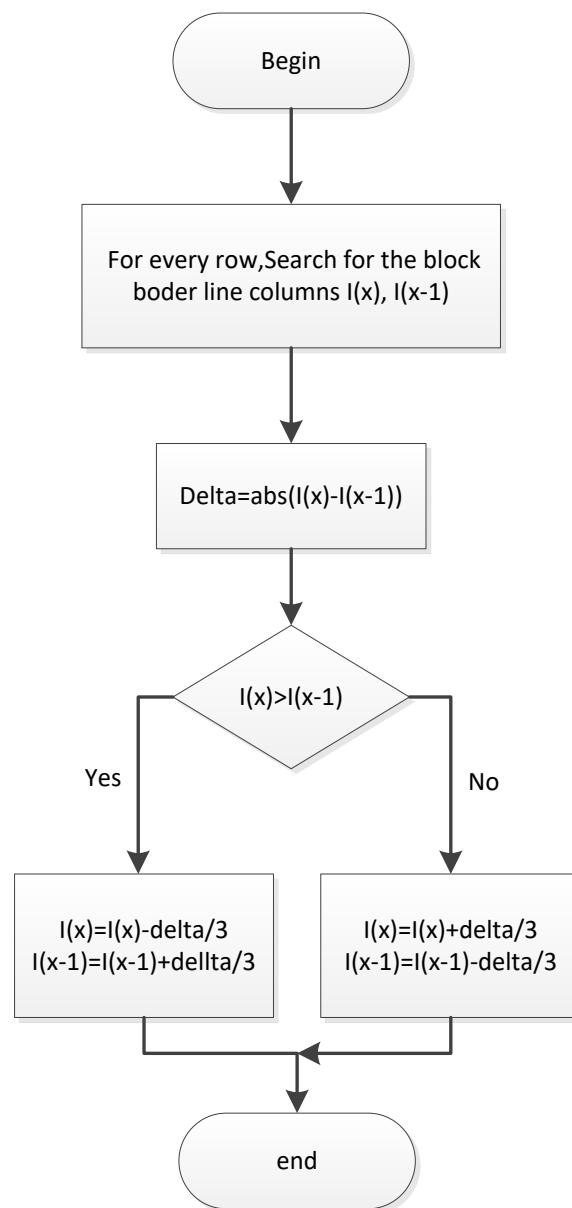 Begin
For every row,Search for the block
boder line columns I(x), I(x-1)
Delta=abs(I(x)-I(x-1))
I(x)>I(x-1)
Yes
No
I(x)=I(x)-delta/3
I(x-1)=I(x-1)+dellta/3
I(x)=I(x)+delta/3
I(x-1)=I(x-1)-delta/3
end